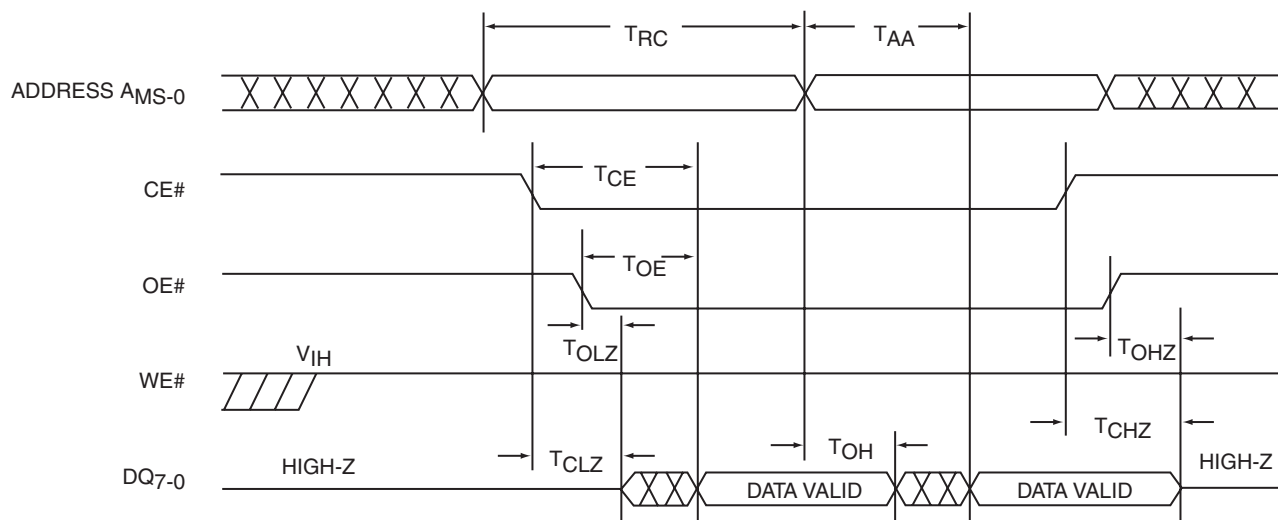 TRC
TAA
ADDRESS AMS-0
TCE
CE#
TOE
OE#
TOLZ
TOHZ
VIH
WE#
TCHZ
TCLZ
TOH
HIGH-Z
HIGH-Z
DQ7-0
DATA VALID
DATA VALID